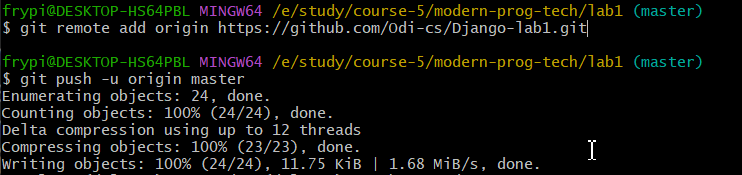 frypi@DESKTOP-HS64PBL MINGW64 /e/study/course-5/modern-prog-tech/lab1 (master)
$ git remote add origin https://github.com/Odi-cs/Django-lab1.git
frypi@DESKTOP-HS64PBL MINGW64 /e/study/course-5/modern-prog-tech/lab1 (master)
$ git push -u origin master
Enumerating objects: 24, done.
Counting objects: 100% (24/24), done.
Delta compression using up to 12 threads
Compressing objects: 100% (23/23), done.
Writing objects: 100% (24/24), 11.75 KiB | 1.68 MiB/s, done.